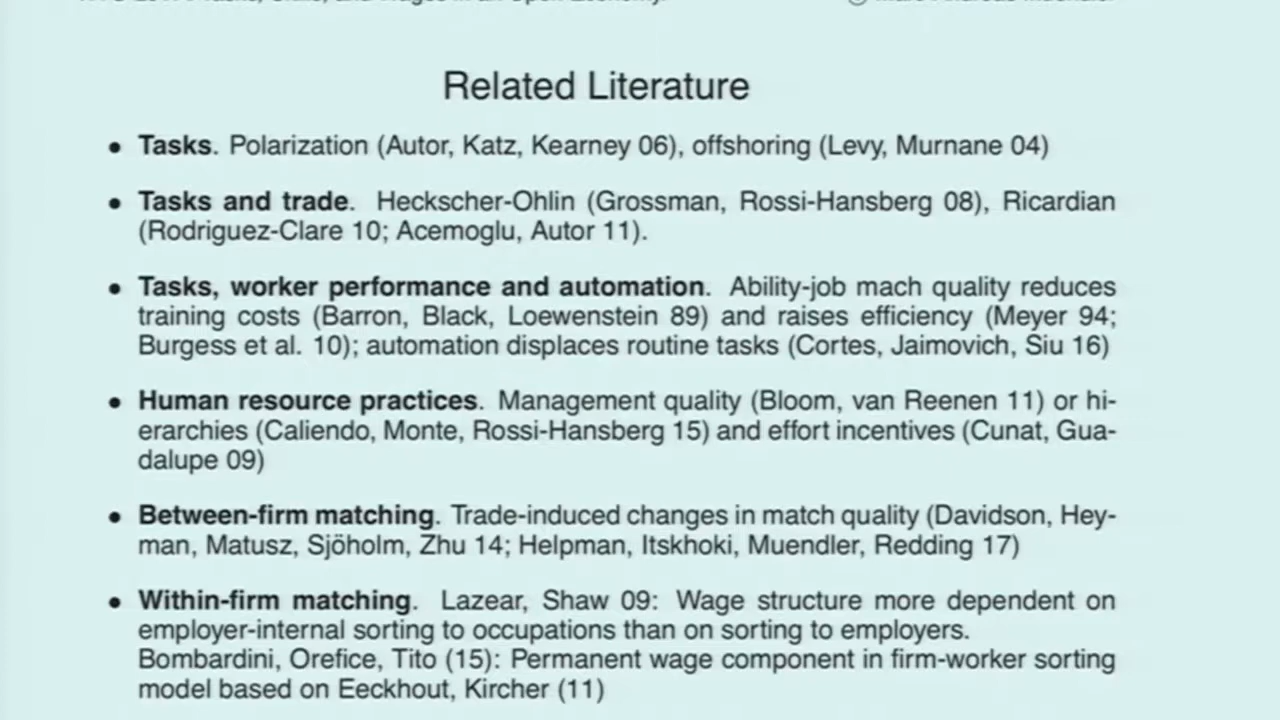 Related Literature
• Tasks. Polarization (Autor, Katz, Kearney 06), offshoring (Levy, Murnane 04)
• Tasks and trade. Heckscher-Ohlin (Grossman, Rossi-Hansberg 08), Ricardian
(Rodriguez-Clare 10; Acemoglu, Autor 11).
• Tasks, worker performance and automation. Ability-job mach quality reduces
training costs (Barron, Black, Loewenstein 89) and raises efficiency (Meyer 94;
Burgess et al. 10); automation displaces routine tasks (Cortes, Jaimovich, Siu 16)
• Human resource practices. Management quality (Bloom, van Reenen 11) or hi-
erarchies (Caliendo, Monte, Rossi-Hansberg 15) and effort incentives (Cunat, Gua-
dalupe 09)
• Between-firm matching. Trade-induced changes in match quality (Davidson, Hey-
man, Matusz, Sjöholm, Zhu 14; Helpman, Itskhoki, Muendler, Redding 17)
• Within-firm matching. Lazear, Shaw 09: Wage structure more dependent on
employer-internal sorting to occupations than on sorting to employers.
Bombardini, Orefice, Tito (15): Permanent wage component in firm-worker sorting
model based on Eeckhout, Kircher (11)